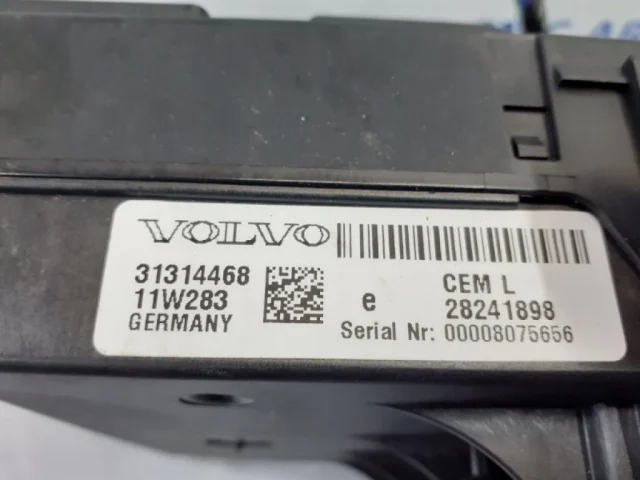 VOLVO
31314468
11W283
GERMANY
e
CEM L
28241898
Serial Nr: 00008075656